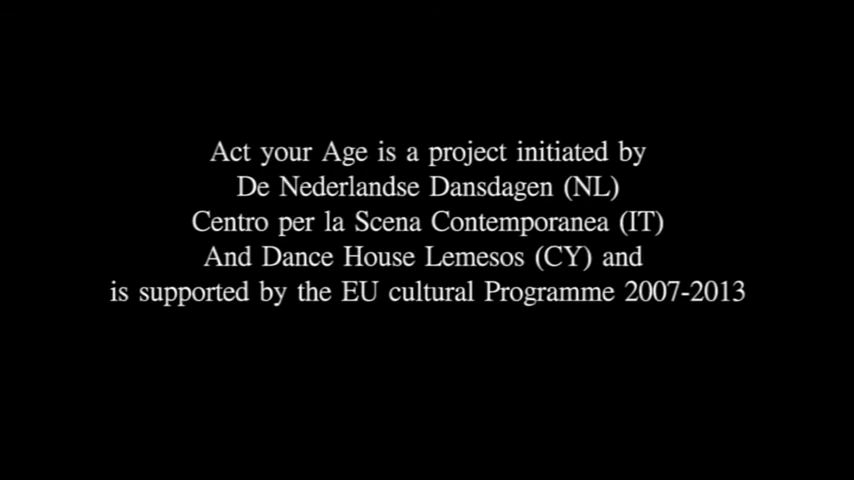 Act your Age is a project initiated by
De Nederlandse Dansdagen (NL)
Centro per la Scena Contemporanea (IT)
And Dance House Lemesos (CY) and
is supported by the EU cultural Programme 2007-2013